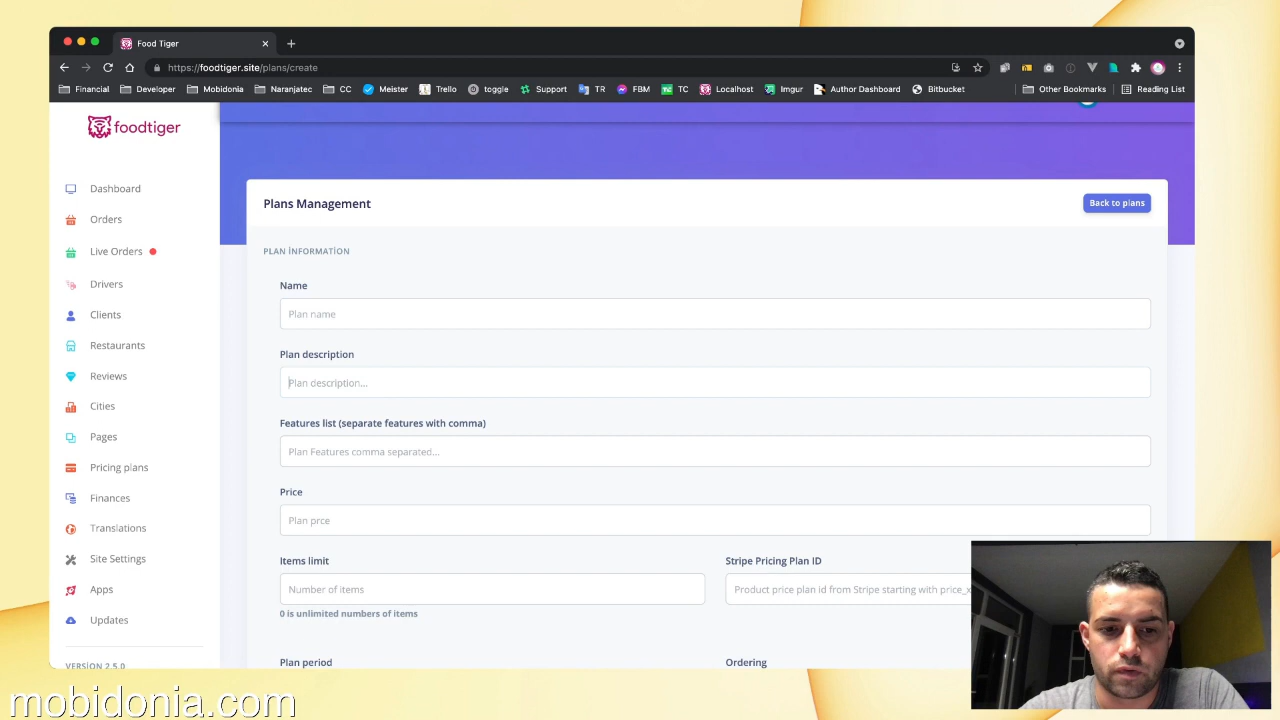 Food Tiger
https://foodtiger.site/plans/create
Financial Developer Mobidonia Naranjatec CC Meister Trello toggle Support TR FBM TC Localhost Imgur Author Dashboard Bitbucket Other Bookmarks Reading List
foodtiger
Dashboard
Orders
Live Orders
Drivers
Clients
Restaurants
Reviews
Cities
Pages
Pricing plans
Finances
Translations
Site Settings
Apps
Updates
VERSİON 2.5.0
Plans Management
Back to plans
PLAN İNFORMATİON
Name
Plan name
Plan description
Plan description...
Features list (separate features with comma)
Plan Features comma separated...
Price
Plan prce
Items limit
Number of items
0 is unlimited numbers of items
Stripe Pricing Plan ID
Product price plan id from Stripe starting with price_x
Plan period
Ordering
mobidonia.com